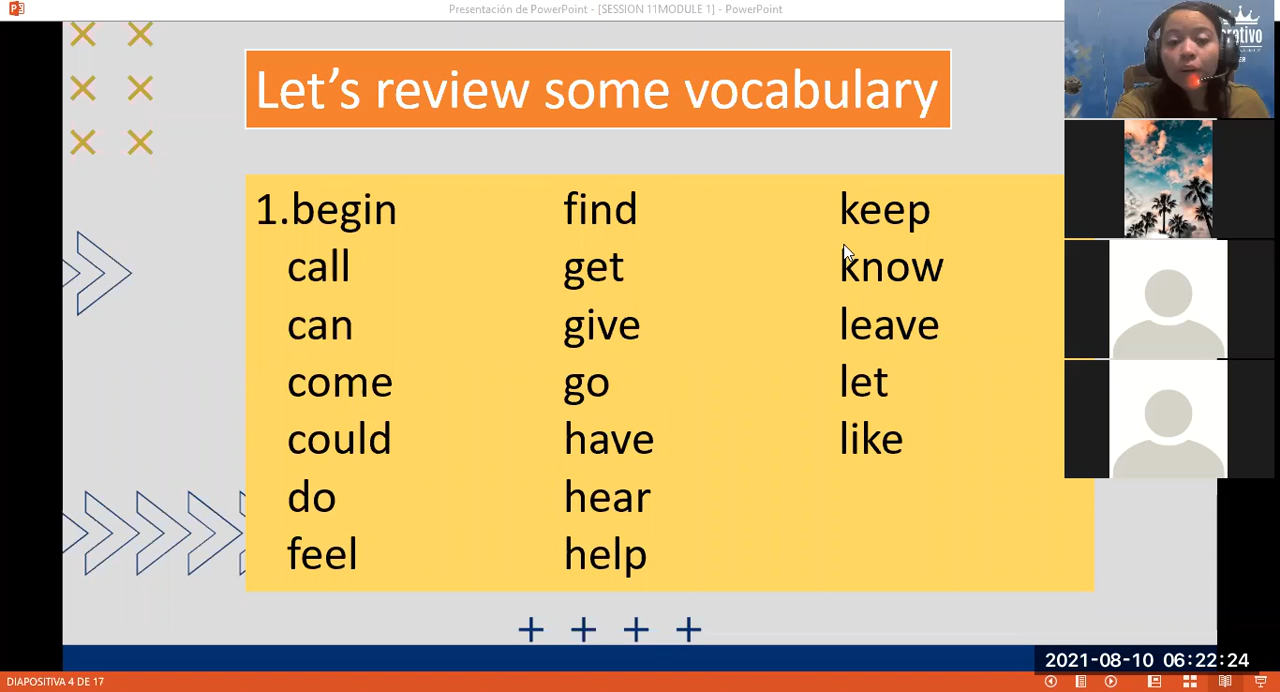 Presentación de PowerPoint - [SESSION 11MODULE 1] - PowerPoint
Let's review some vocabulary
1.begin find keep
call get know
can give leave
come go let
could have like
do hear
feel help
2021-08-10 06:22:24
DIAPOSITIVA 4 DE 17